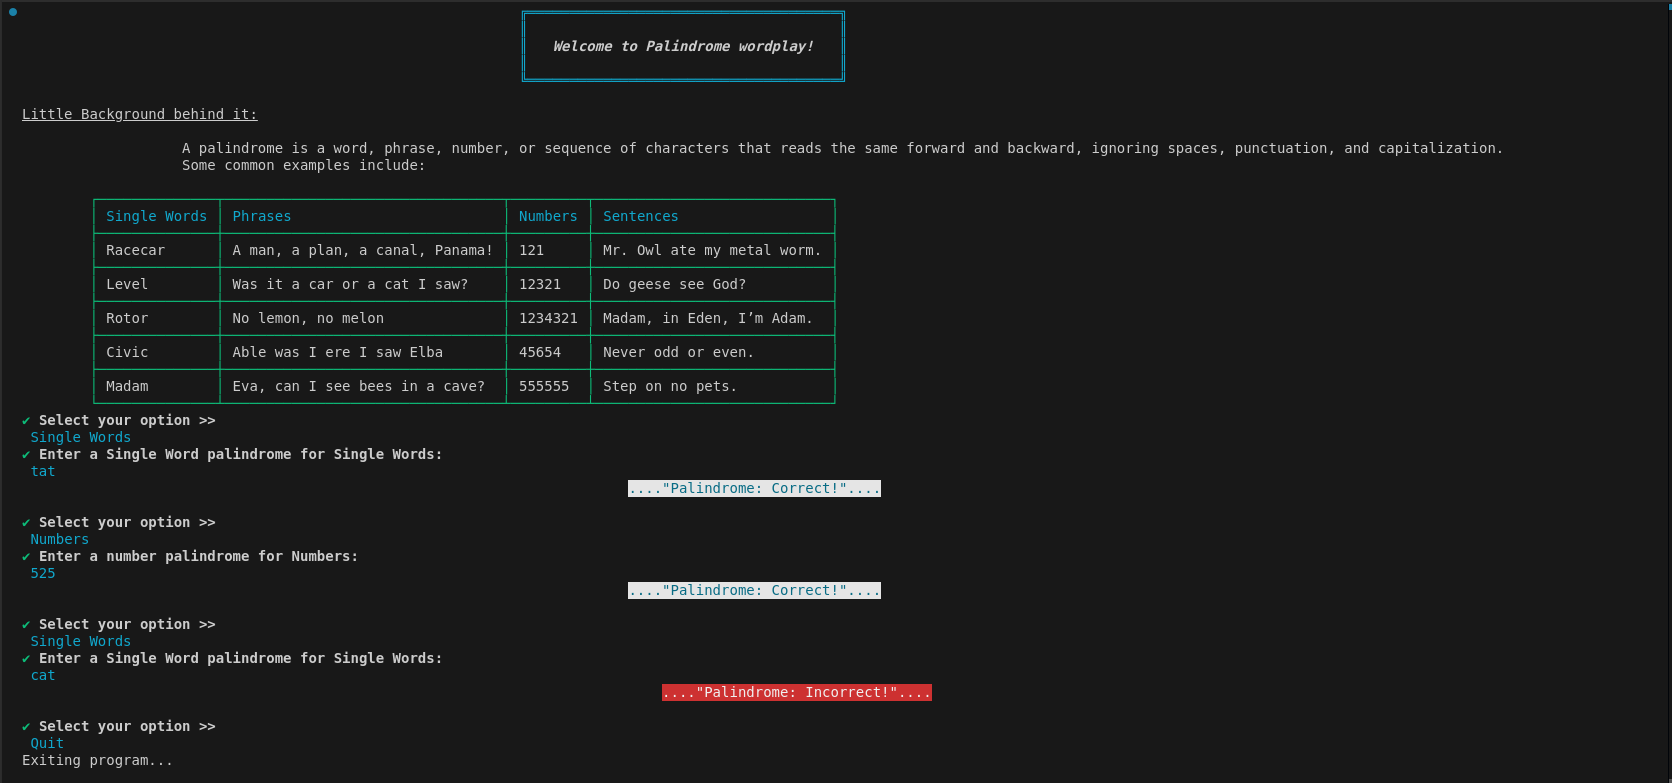 Welcome to Palindrome wordplay!
Little Background behind it:
A palindrome is a word, phrase, number, or sequence of characters that reads the same forward and backward, ignoring spaces, punctuation, and capitalization.
Some common examples include:
Single Words Phrases Numbers Sentences
Racecar A man, a plan, a canal, Panama! 121 Mr. Owl ate my metal worm.
Level Was it a car or a cat I saw? 12321 Do geese see God?
Rotor No lemon, no melon 1234321 Madam, in Eden, I’m Adam.
Civic Able was I ere I saw Elba 45654 Never odd or even.
Madam Eva, can I see bees in a cave? 555555 Step on no pets.
✔ Select your option >>
Single Words
✔ Enter a Single Word palindrome for Single Words:
tat
...."Palindrome: Correct!"....
✔ Select your option >>
Numbers
✔ Enter a number palindrome for Numbers:
525
...."Palindrome: Correct!"....
✔ Select your option >>
Single Words
✔ Enter a Single Word palindrome for Single Words:
cat
...."Palindrome: Incorrect!"....
✔ Select your option >>
Quit
Exiting program...